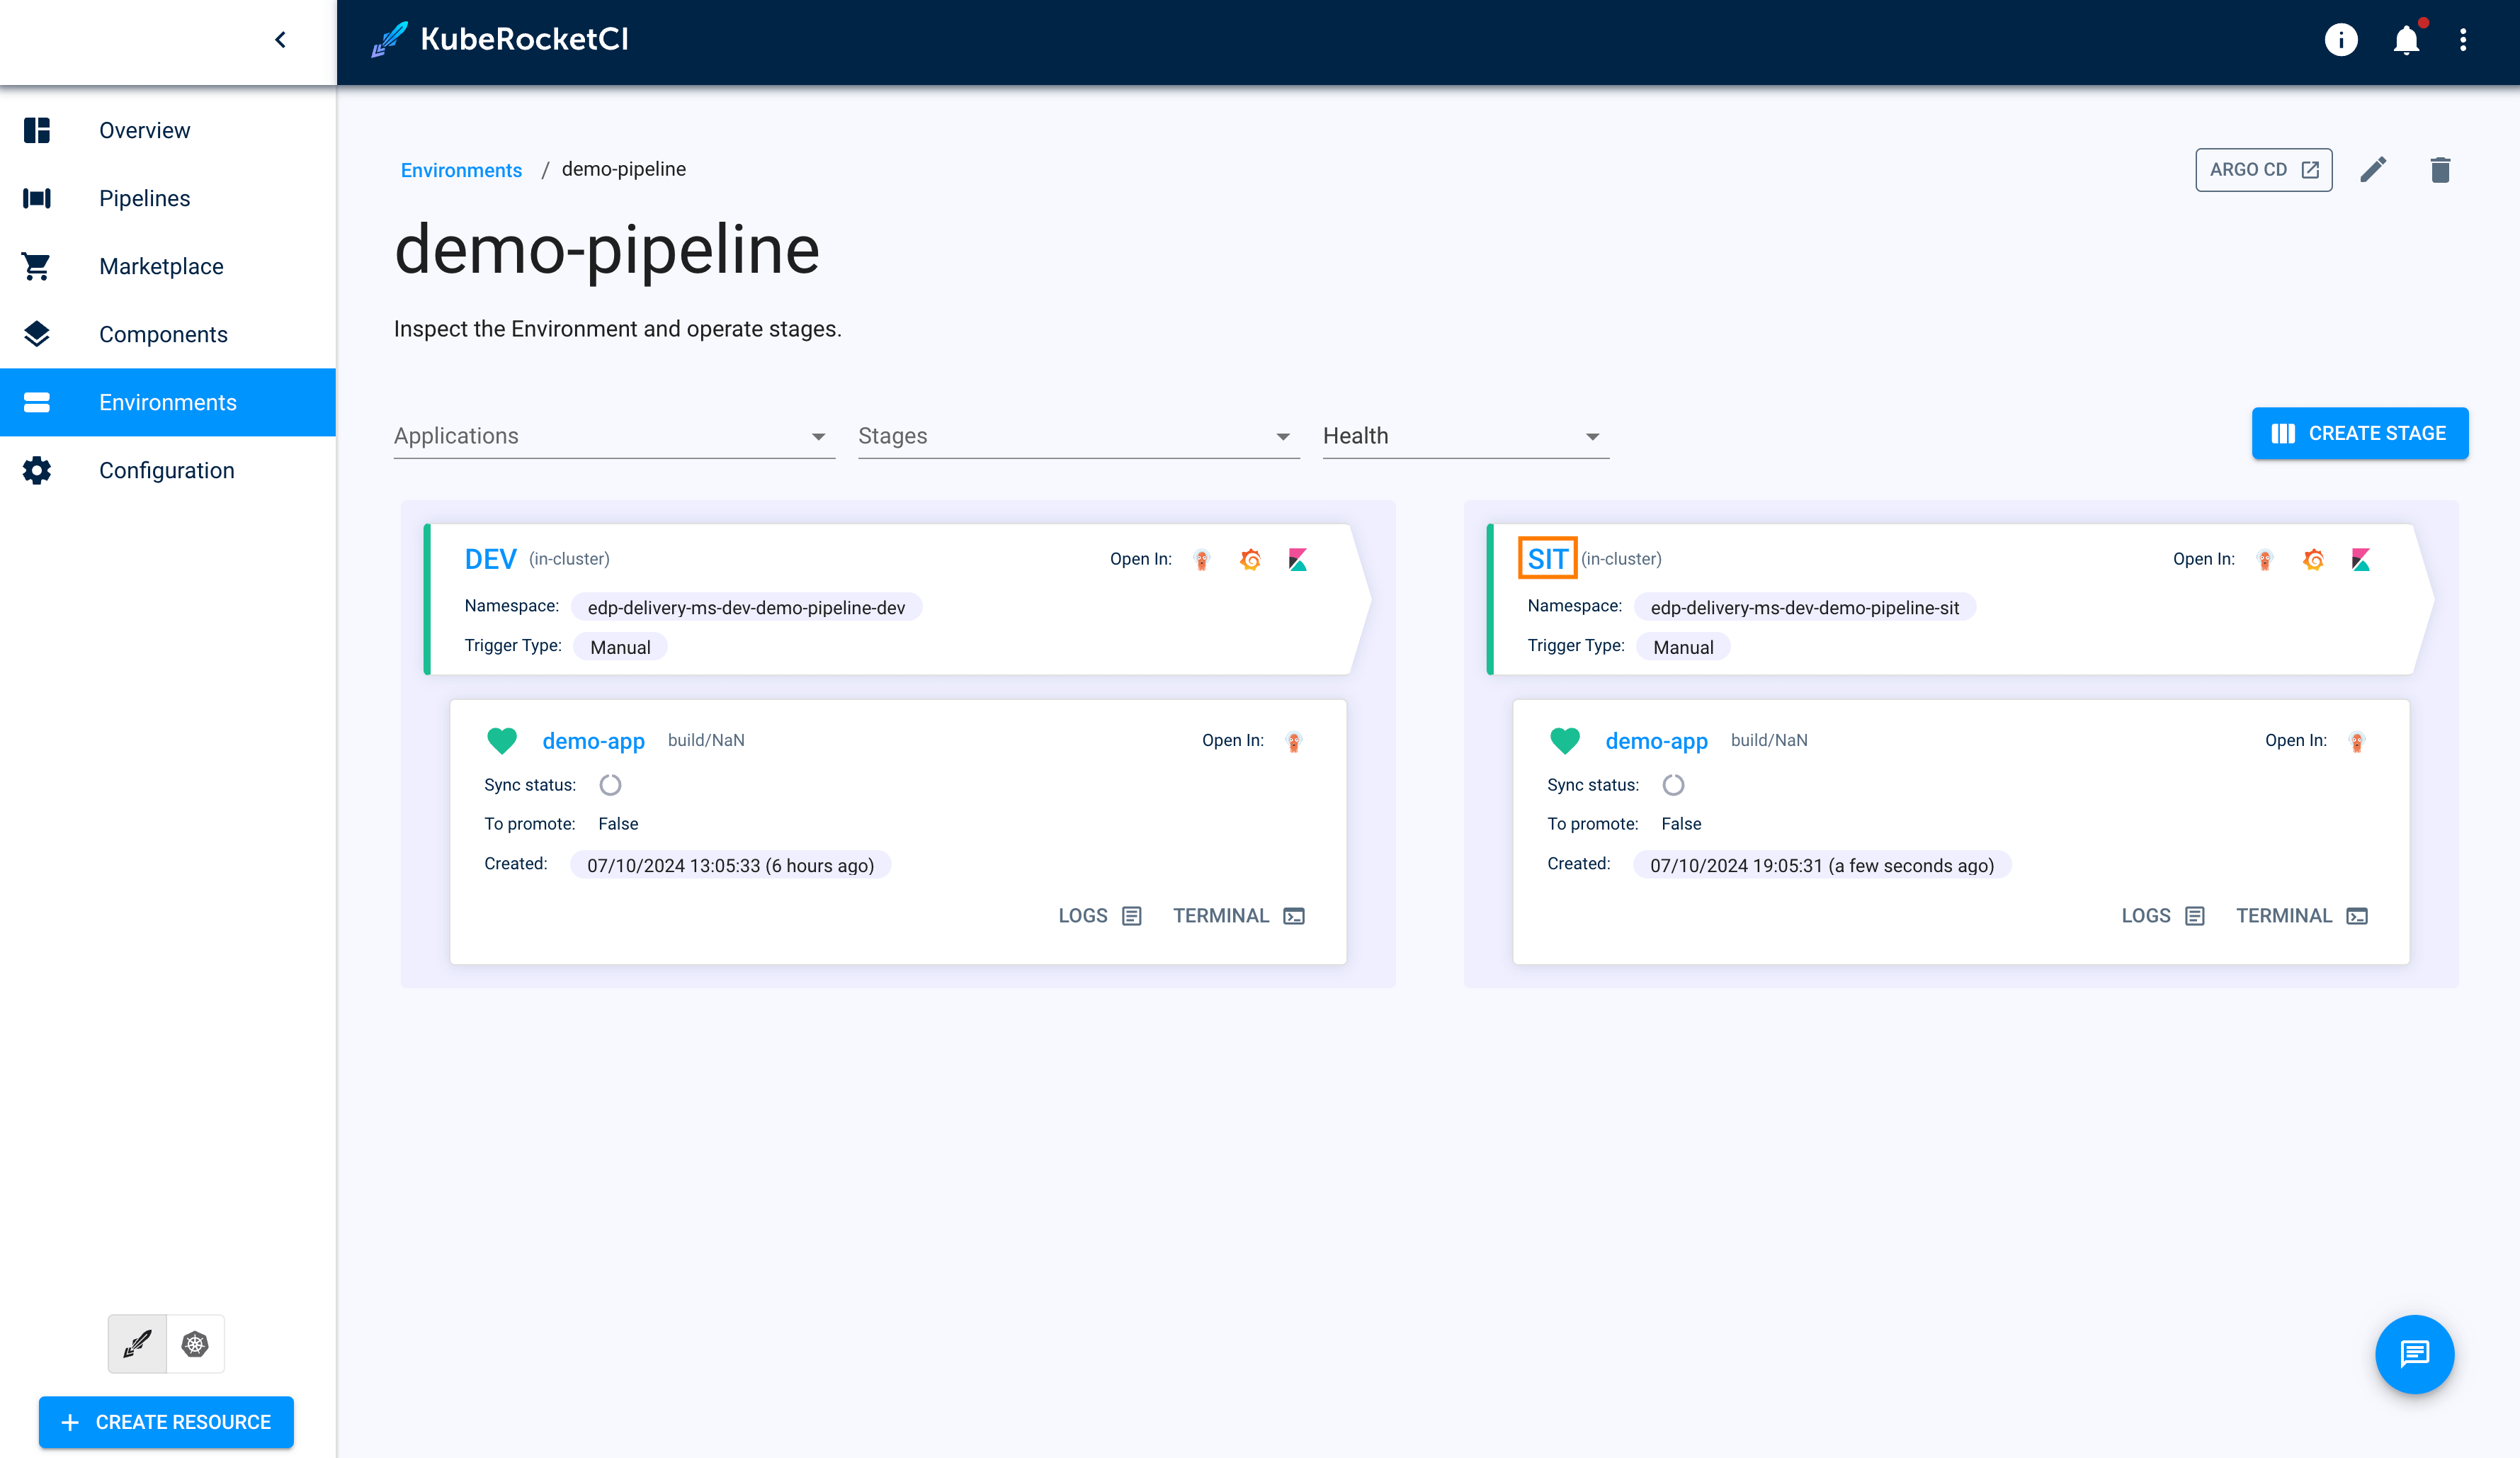 KubeRocketCI
Overview
Pipelines
Marketplace
Components
Environments
Configuration
CREATE RESOURCE
Environments / demo-pipeline
ARGO CD
demo-pipeline
Inspect the Environment and operate stages.
Applications
Stages
Health
CREATE STAGE
DEV (in-cluster)
Open In:
Namespace: edp-delivery-ms-dev-demo-pipeline-dev
Trigger Type: Manual
demo-app build/NaN
Open In:
Sync status:
To promote: False
Created: 07/10/2024 13:05:33 (6 hours ago)
LOGS
TERMINAL
SIT (in-cluster)
Open In:
Namespace: edp-delivery-ms-dev-demo-pipeline-sit
Trigger Type: Manual
demo-app build/NaN
Open In:
Sync status:
To promote: False
Created: 07/10/2024 19:05:31 (a few seconds ago)
LOGS
TERMINAL